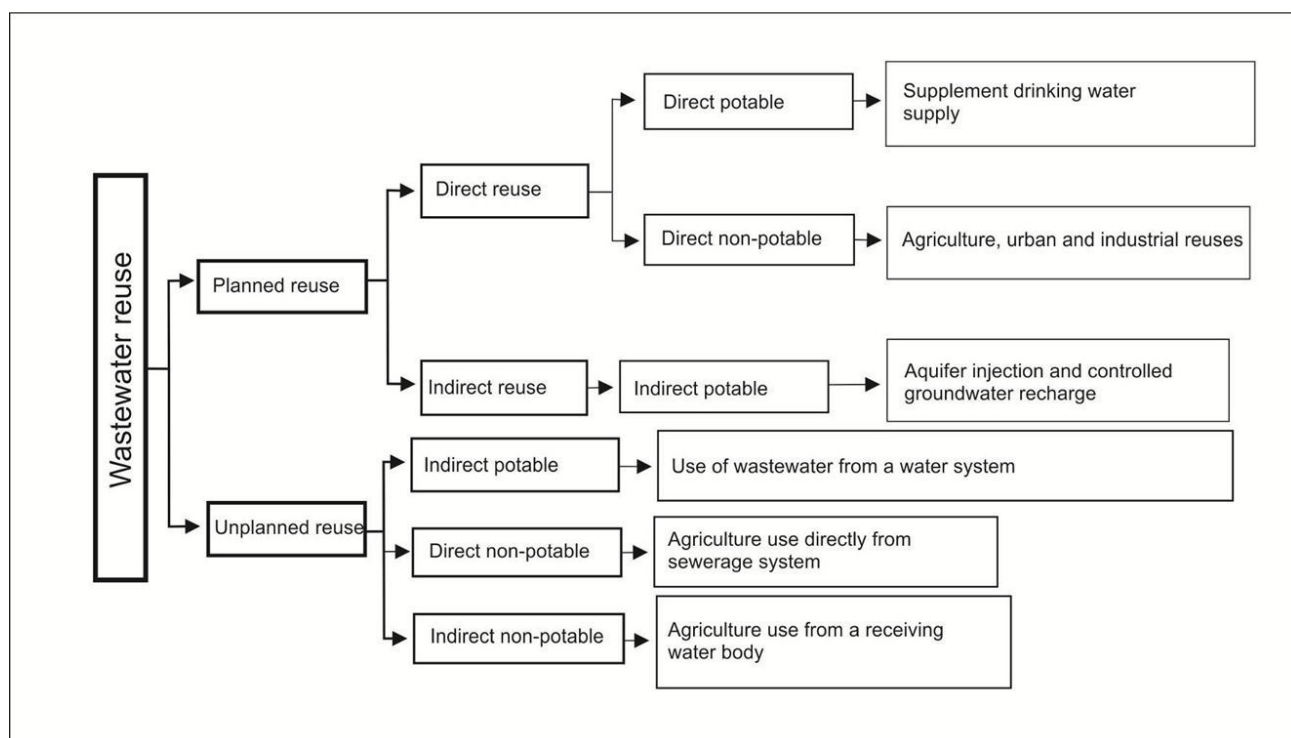 Wastewater reuse
Planned reuse
Direct reuse
Direct potable
Supplement drinking water
supply
Direct non-potable
Agriculture, urban and industrial reuses
Indirect reuse
Indirect potable
Aquifer injection and controlled
groundwater recharge
Unplanned reuse
Indirect potable
Use of wastewater from a water system
Direct non-potable
Agriculture use directly from
sewerage system
Indirect non-potable
Agriculture use from a receiving
water body